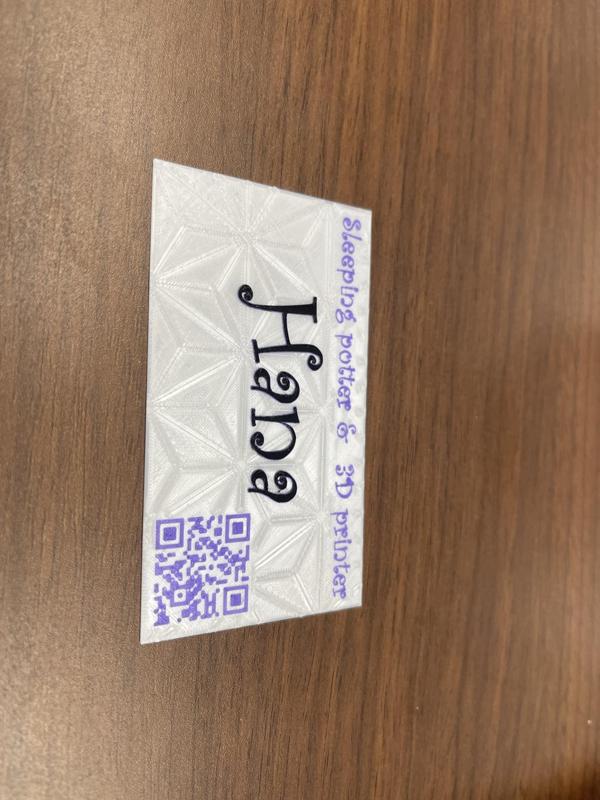 Sleeping potter & 3D printer
Hana